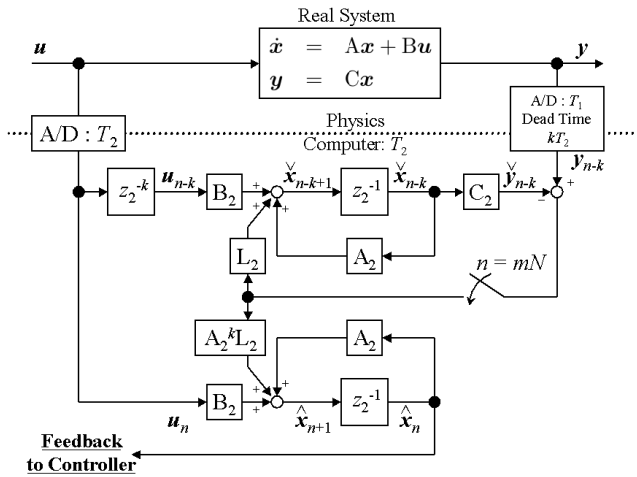 Real System
u
ẋ = Ax + Bu
y = Cx
y
A/D : T₂
Physics
Computer: T₂
A/D : T₁
Dead Time
kT₂
yₙ₋ₖ
z₂⁻ᵏ
uₙ₋ₖ
B₂
+
+
+
x̌ₙ₋ₖ₊₁
z₂⁻¹
x̌ₙ₋ₖ
C₂
y̌ₙ₋ₖ
+
−
L₂
A₂
n = mN
A₂ᵏL₂
A₂
+
+
+
uₙ
B₂
x̂ₙ₊₁
z₂⁻¹
x̂ₙ
Feedback
to Controller